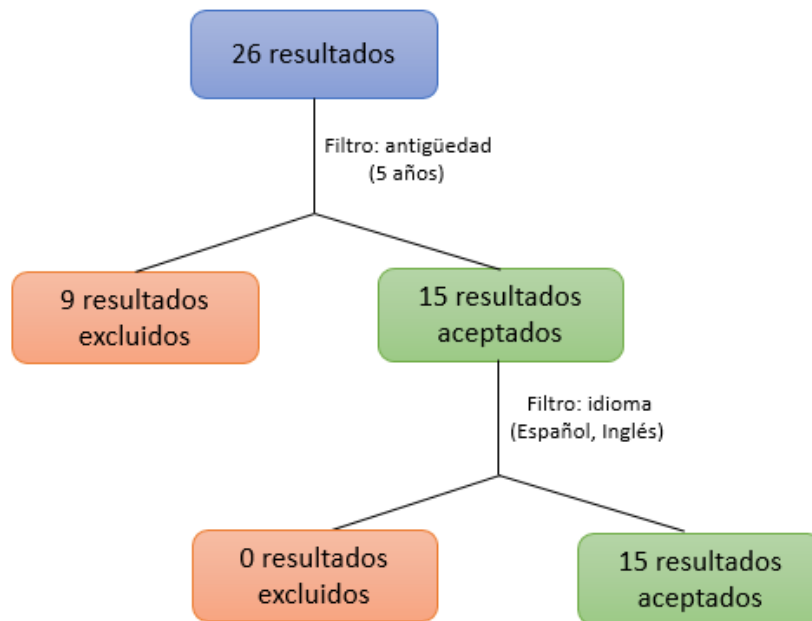 26 resultados
Filtro: antigüedad
(5 años)
9 resultados
excluidos
15 resultados
aceptados
Filtro: idioma
(Español, Inglés)
0 resultados
excluidos
15 resultados
aceptados